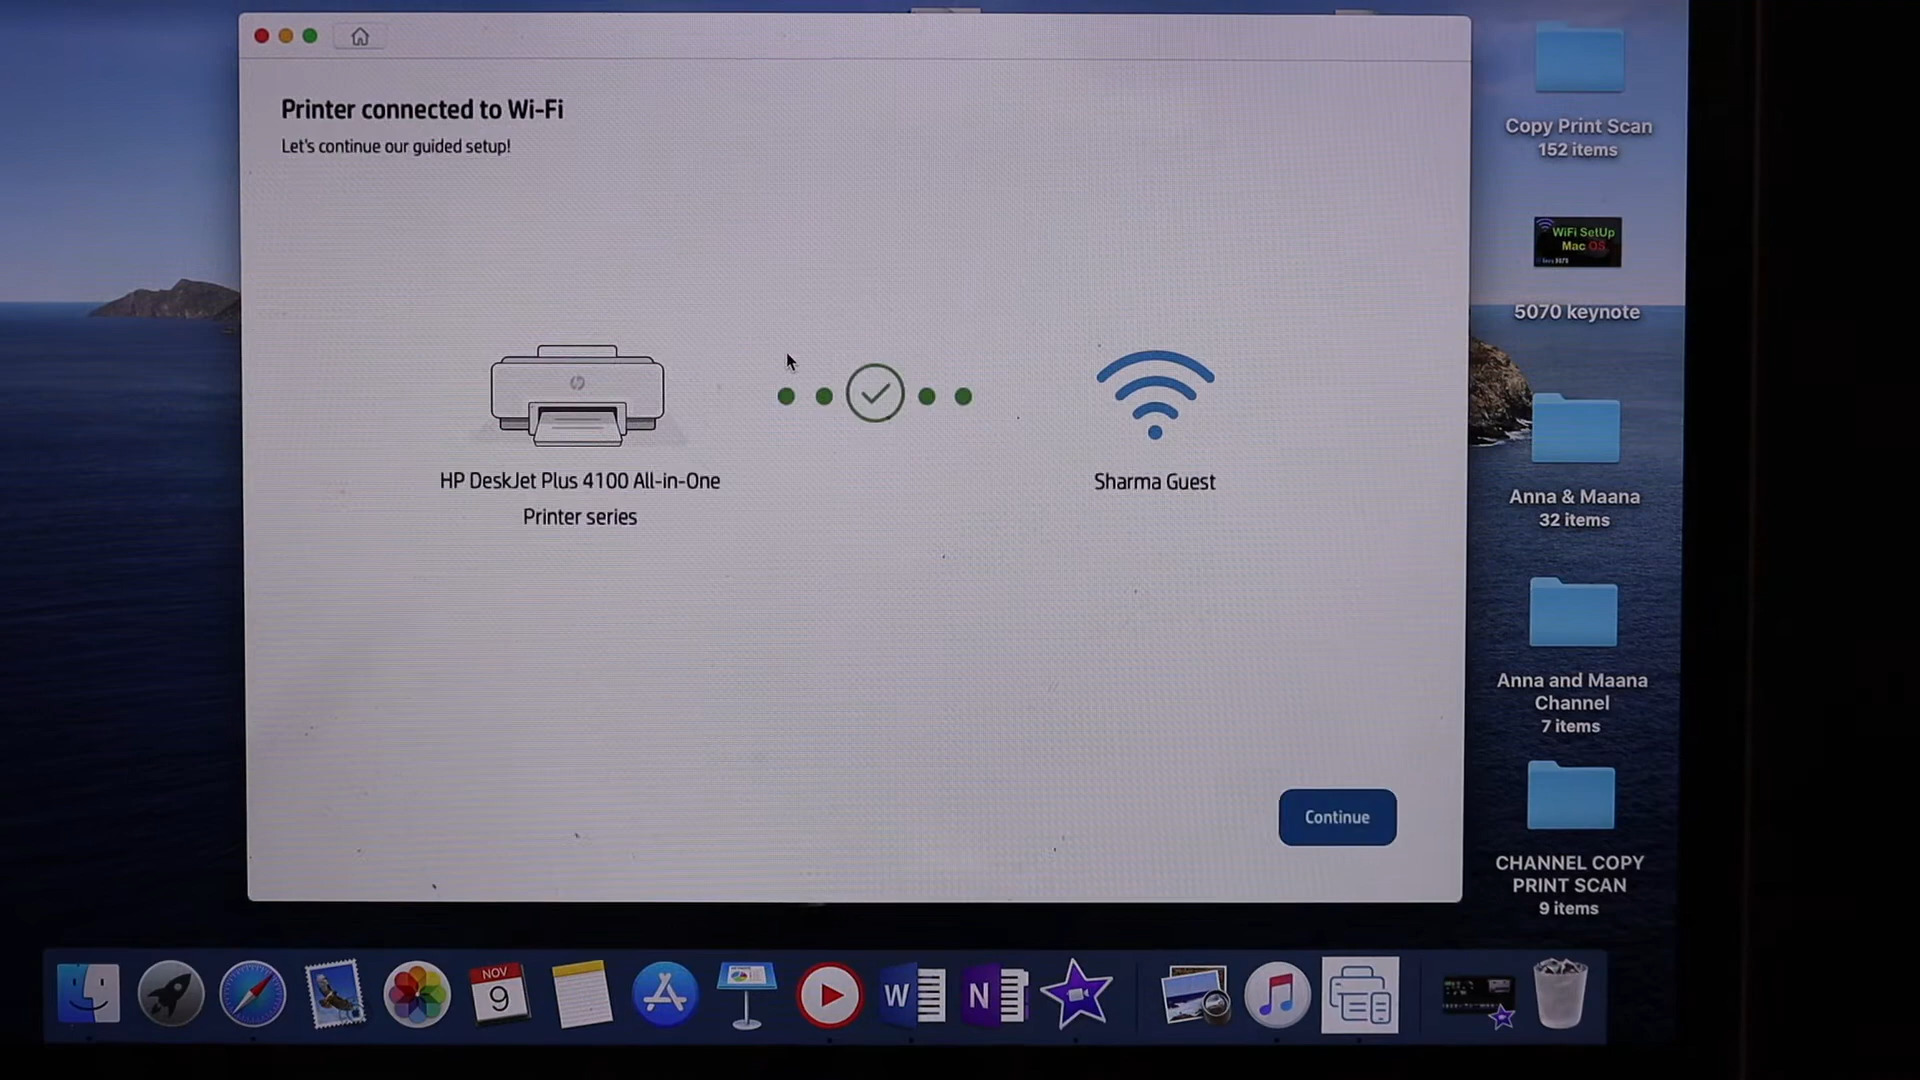 Printer connected to Wi-Fi
Let's continue our guided setup!
hp
HP DeskJet Plus 4100 All-in-One
Printer series
Sharma Guest
Continue
Copy Print Scan
152 items
WiFi SetUp
Mac OS
5070 keynote
Anna & Maana
32 items
Anna and Maana
Channel
7 items
CHANNEL COPY
PRINT SCAN
9 items
NOV
9
W
N